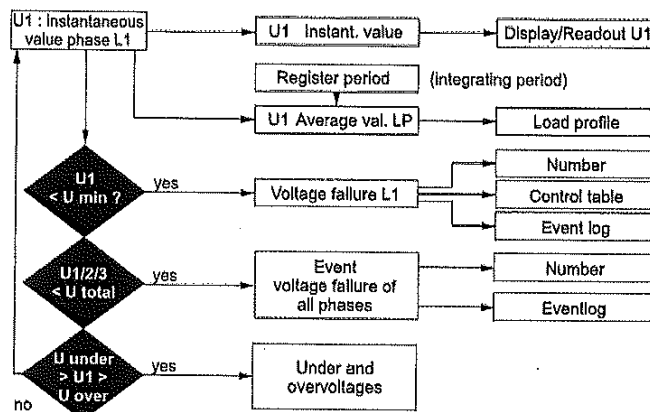 U1 : Instantaneous
value phase L1
U1 Instant. value
Display/Readout U1
Register period
(integrating period)
U1 Average val. LP
Load profile
U1
< U min ?
yes
Voltage failure L1
Number
Control table
Event log
U1/2/3
< U total
yes
Event
voltage failure of
all phases
Number
Eventlog
U under
> U1 >
U over
yes
no
Under and
overvoltages